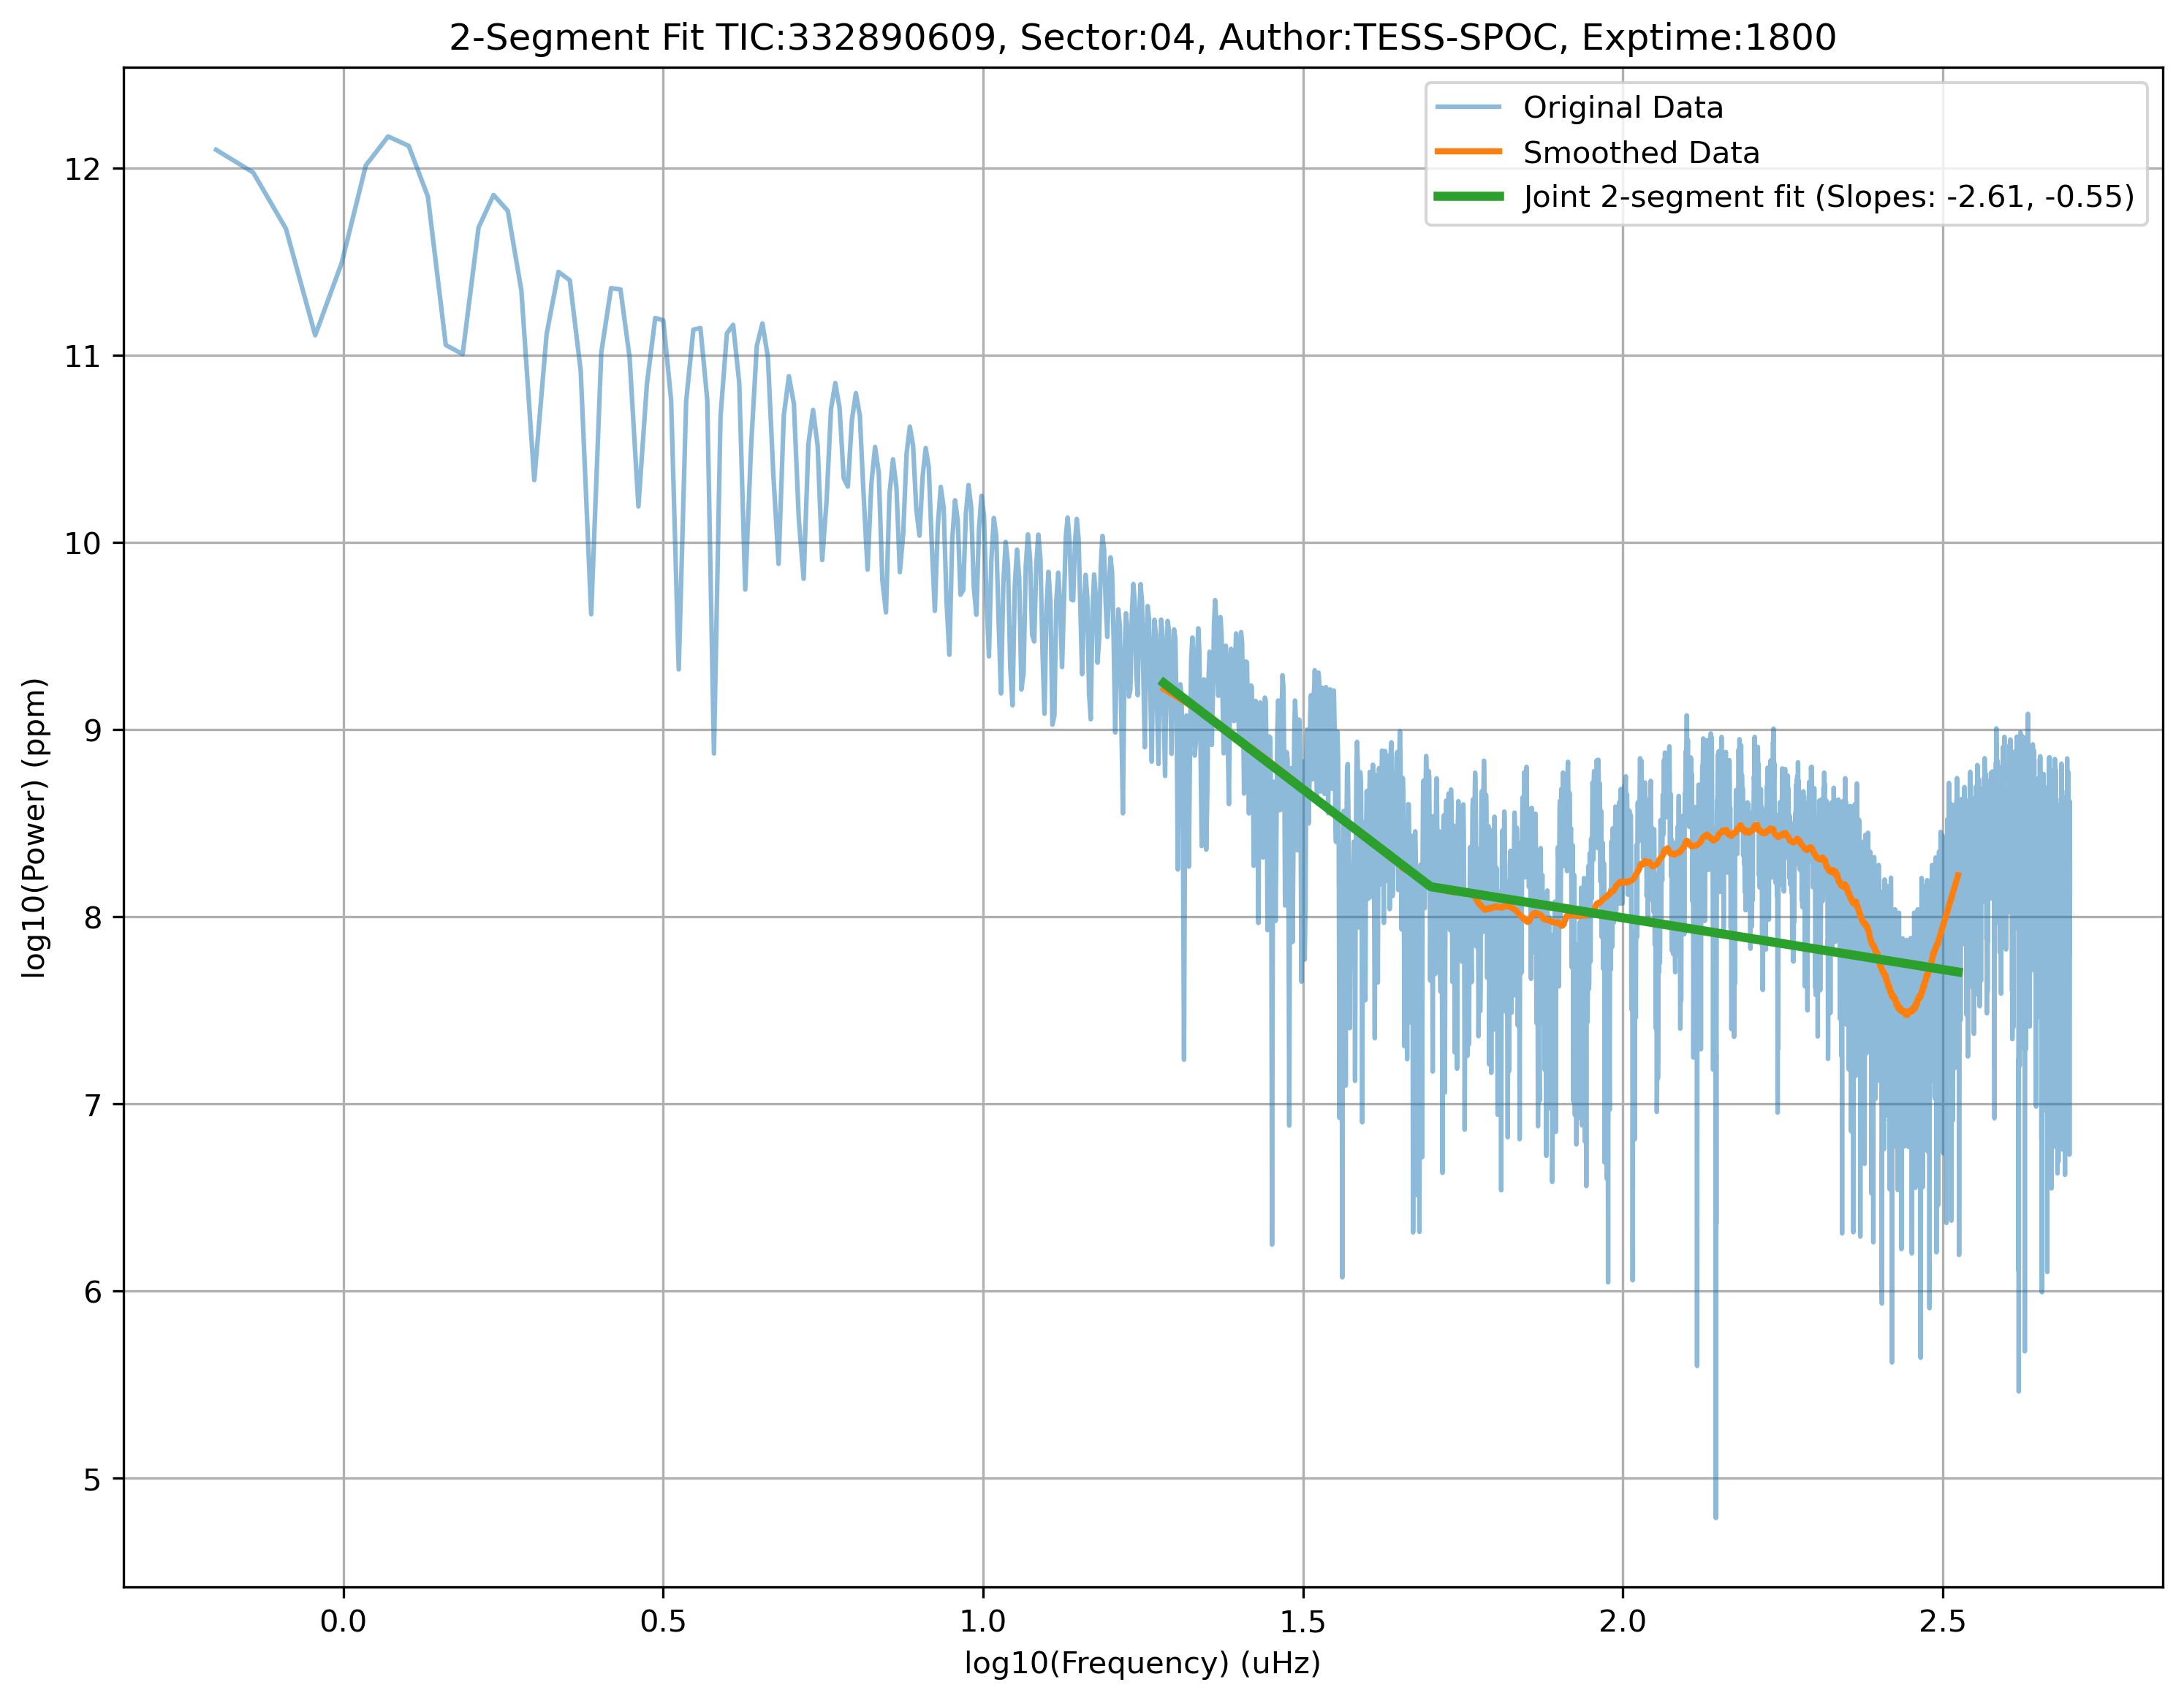 2-Segment Fit TIC:332890609, Sector:04, Author:TESS-SPOC, Exptime:1800
Original Data
Smoothed Data
Joint 2-segment fit (Slopes: -2.61, -0.55)
log10(Power) (ppm)
12
11
10
9
8
7
6
5
0.0 0.5 1.0 1.5 2.0 2.5
log10(Frequency) (uHz)